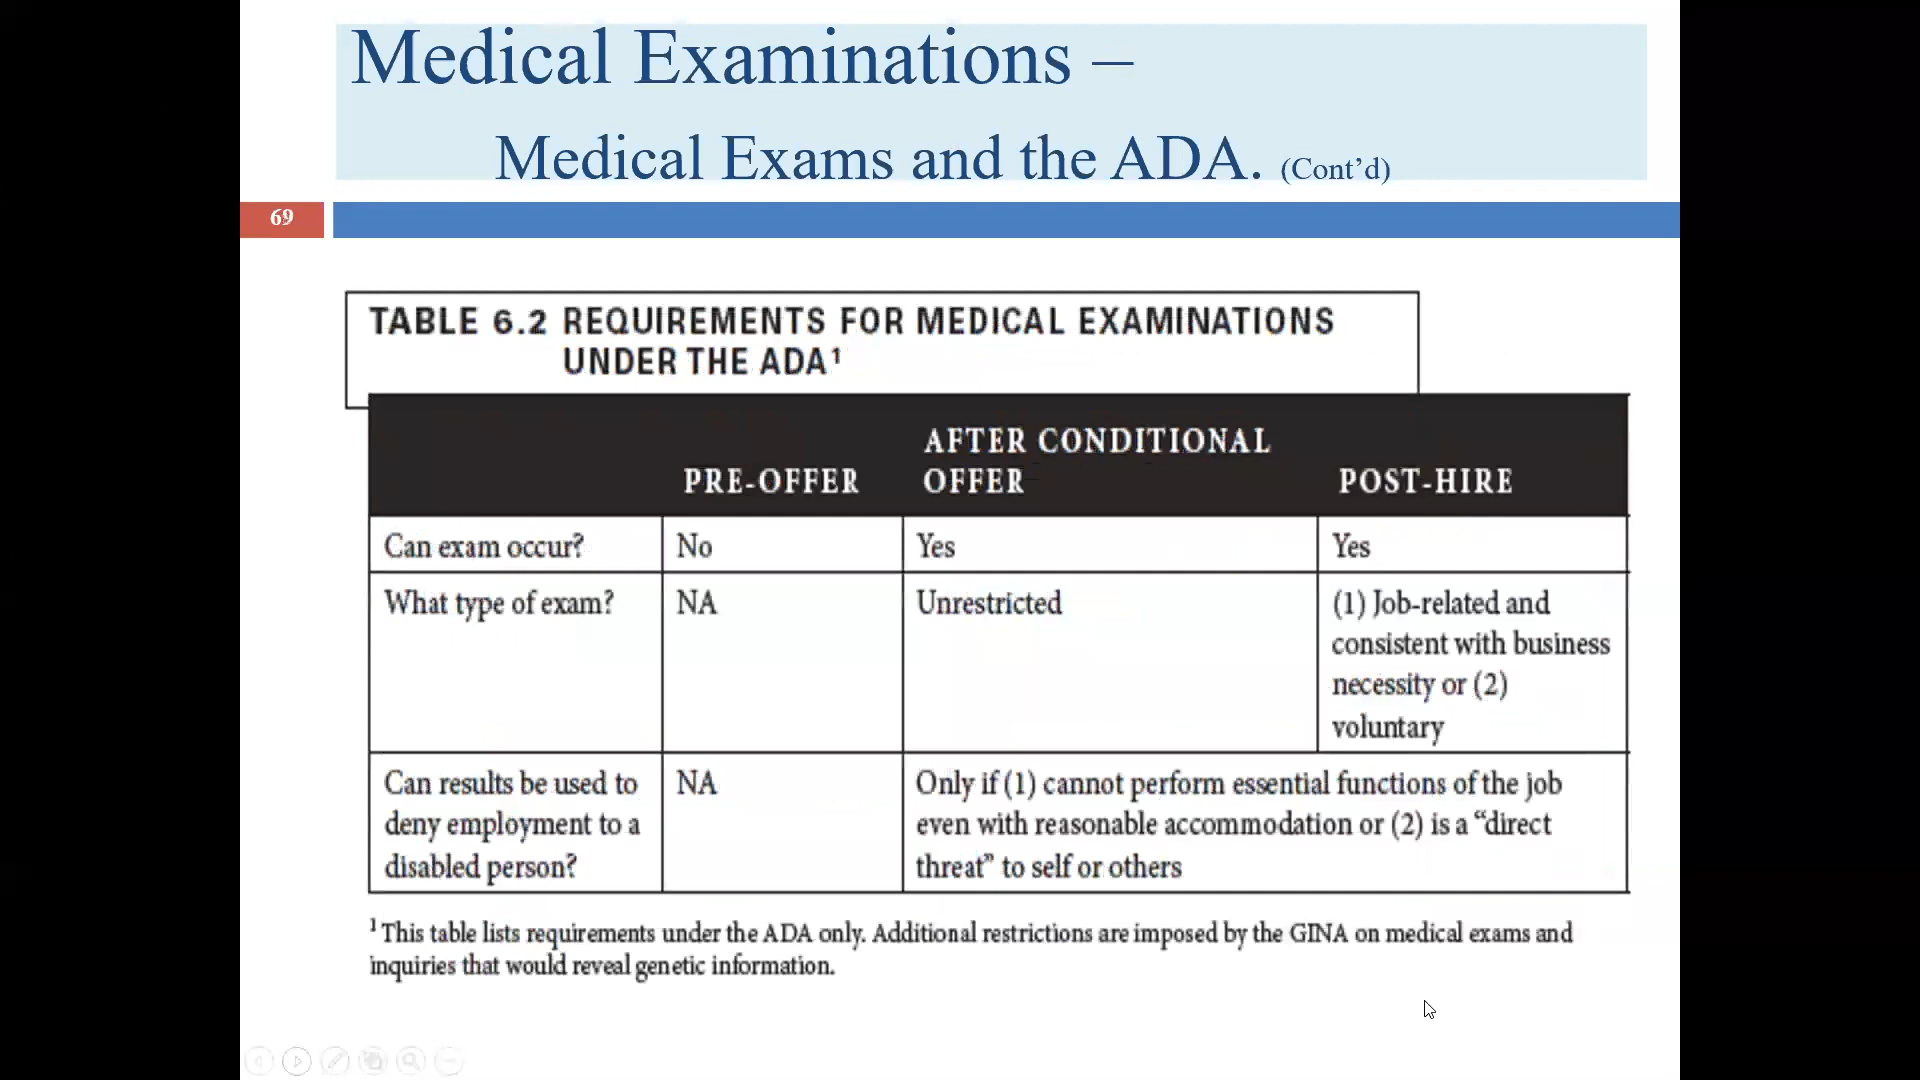 Medical Examinations –
Medical Exams and the ADA. (Cont’d)
69
TABLE 6.2 REQUIREMENTS FOR MEDICAL EXAMINATIONS
UNDER THE ADA¹
AFTER CONDITIONAL
PRE-OFFER OFFER POST-HIRE
Can exam occur? No Yes Yes
What type of exam? NA Unrestricted (1) Job-related and
consistent with business
necessity or (2)
voluntary
Can results be used to NA Only if (1) cannot perform essential functions of the job
deny employment to a even with reasonable accommodation or (2) is a “direct
disabled person? threat” to self or others
¹ This table lists requirements under the ADA only. Additional restrictions are imposed by the GINA on medical exams and
inquiries that would reveal genetic information.